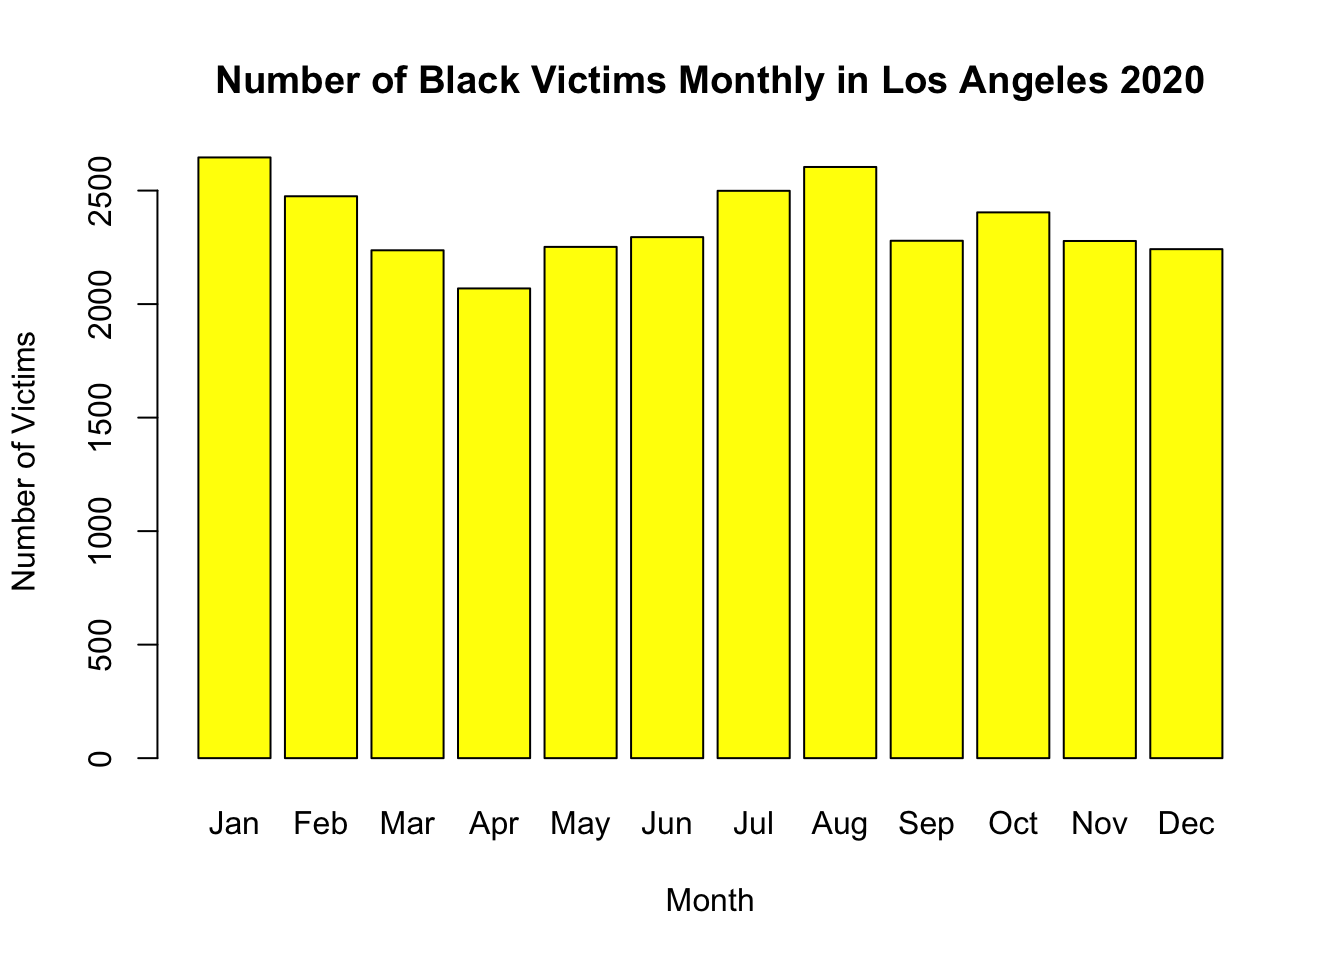 Number of Black Victims Monthly in Los Angeles 2020
Number of Victims
2500
2000
1500
1000
500
0
Jan Feb Mar Apr May Jun Jul Aug Sep Oct Nov Dec
Month